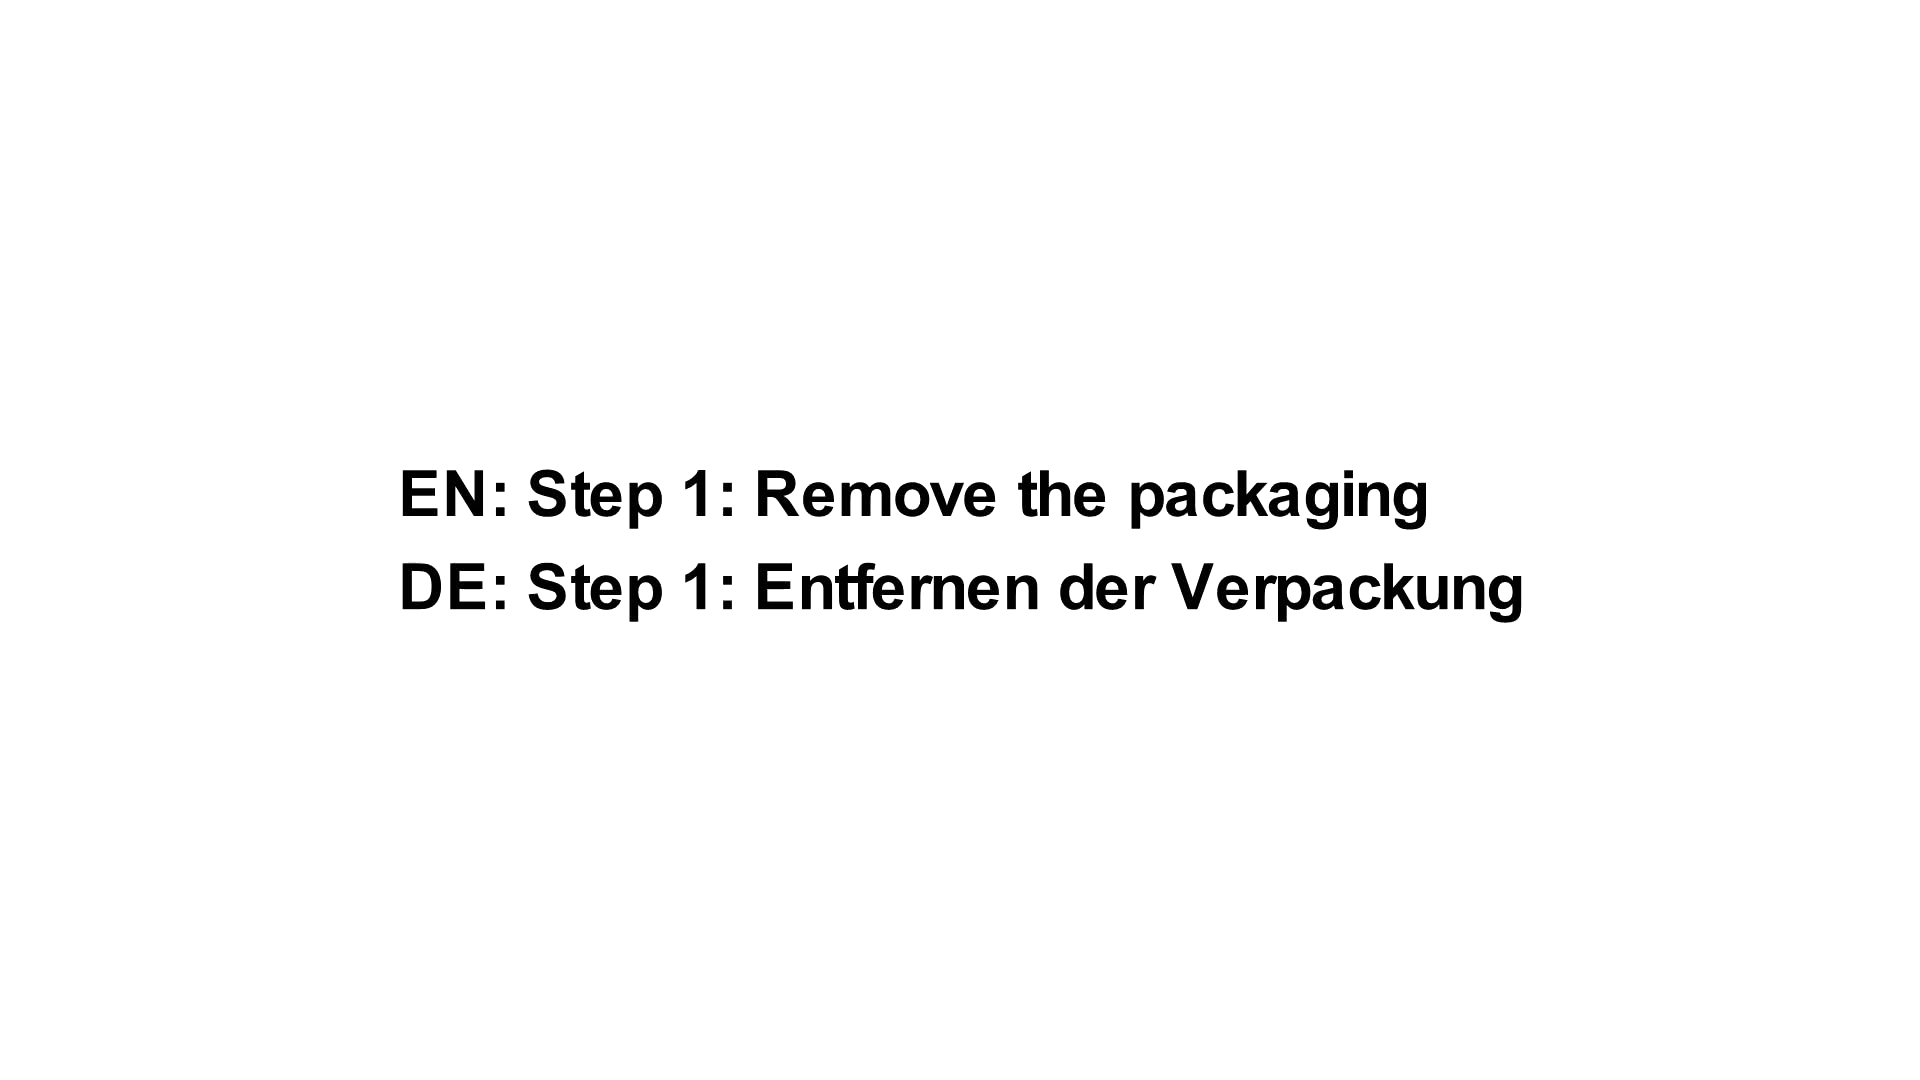 EN: Step 1: Remove the packaging
DE: Step 1: Entfernen der Verpackung